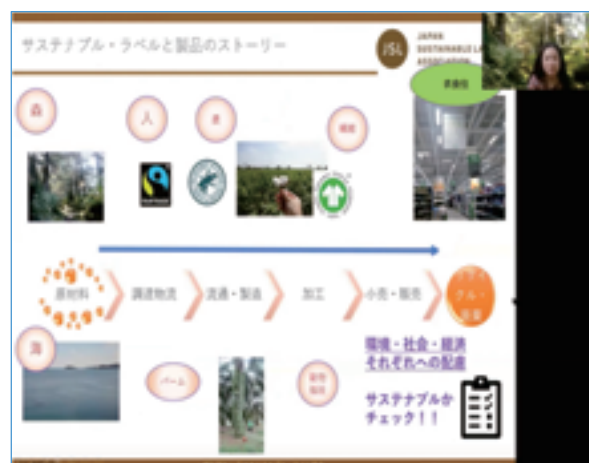 サステナブル・ラベルと製品のストーリー
JSL
JAPAN
SUSTAINABLE LA
森
人
原材料
調達物流
流通・製造
加工
小売・販売
海
パーム
環境・社会・経済
それぞれへの配慮
サステナブルか
チェック！！